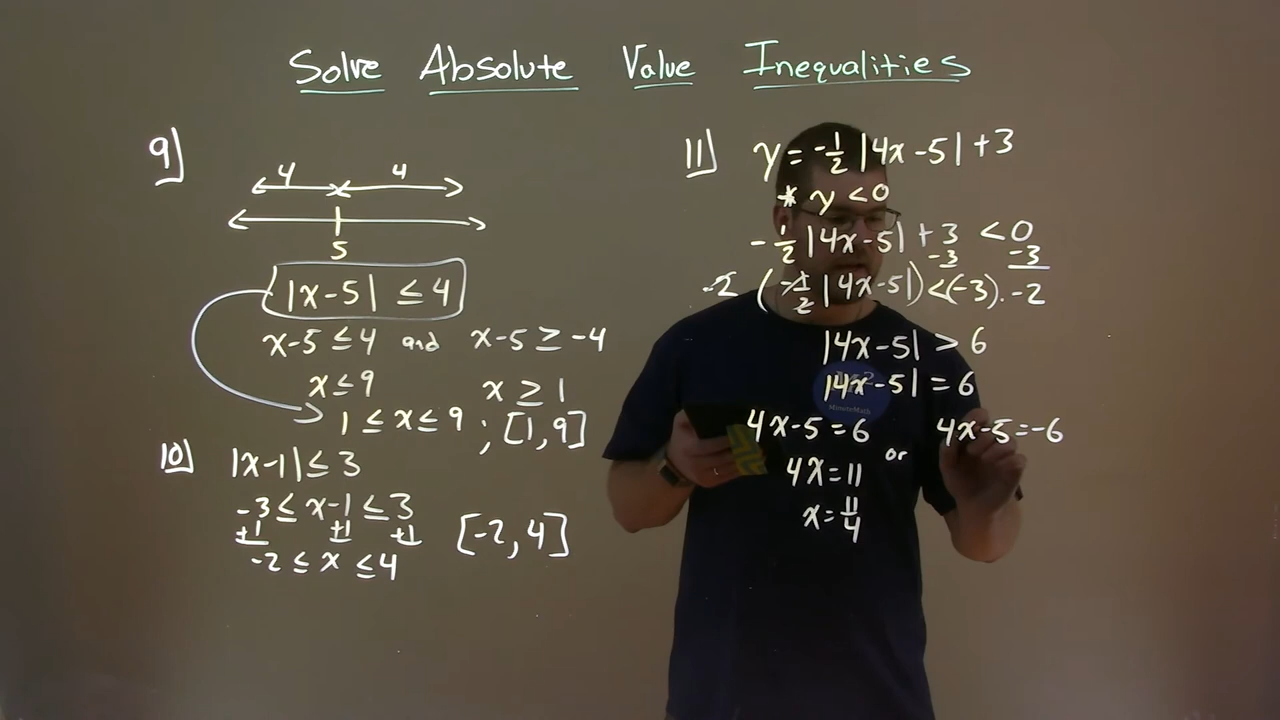 Solve Absolute Value Inequalities
9]
4 4
5
|x-5| ≤ 4
x-5 ≤ 4 and x-5 ≥ -4
x ≤ 9 x ≥ 1
1 ≤ x ≤ 9 ; [1,9]
10] |x-1| ≤ 3
-3 ≤ x-1 ≤ 3
+1 +1 +1
-2 ≤ x ≤ 4 [-2,4]
11] y = -1/2 |4x-5| +3
* y < 0
-1/2 |4x-5| + 3 < 0
-3 -3
-2 (-1/2 |4x-5|) < (-3).-2
|4x-5| > 6
|4x-5| = 6
MinuteMath
4x-5 = 6 or 4x-5 = -6
4x = 11
x = 11/4